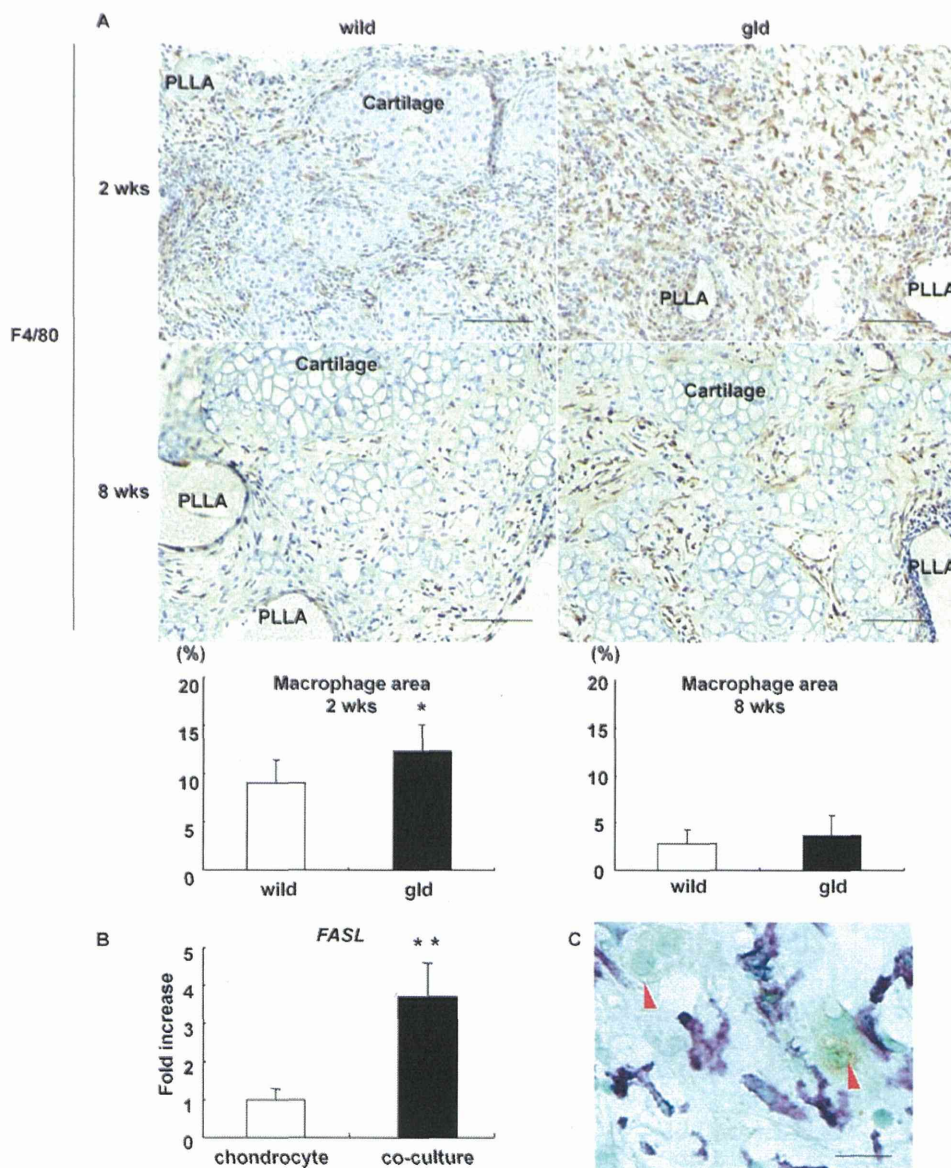 A
wild
gld
PLLA
Cartilage
2 wks
PLLA
PLLA
F4/80
Cartilage
Cartilage
8 wks
PLLA
PLLA
PLLA
(%)
Macrophage area
2 wks
*
20
15
10
5
0
wild
gld
(%)
Macrophage area
8 wks
20
15
10
5
0
wild
gld
B
FASL
**
Fold increase
5
4
3
2
1
0
chondrocyte
co-culture
C